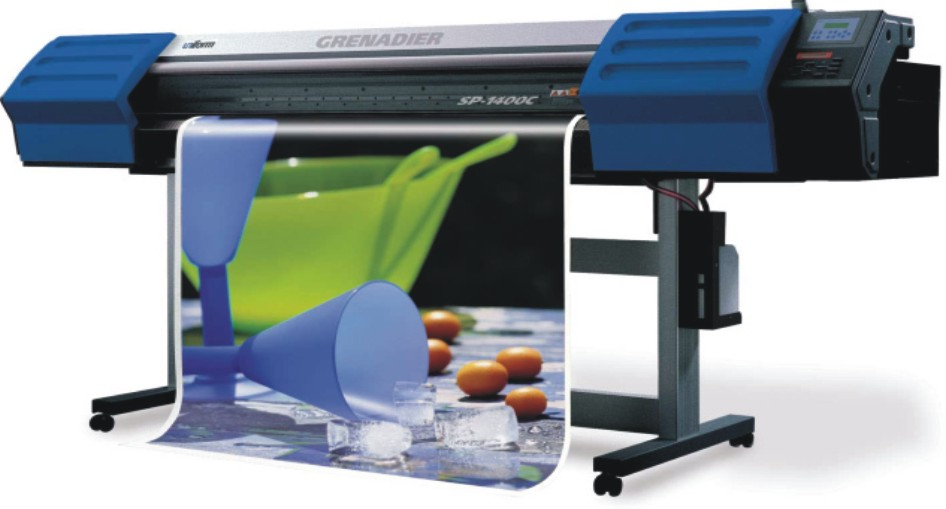 uniform
GRENADIER
SP-1400C